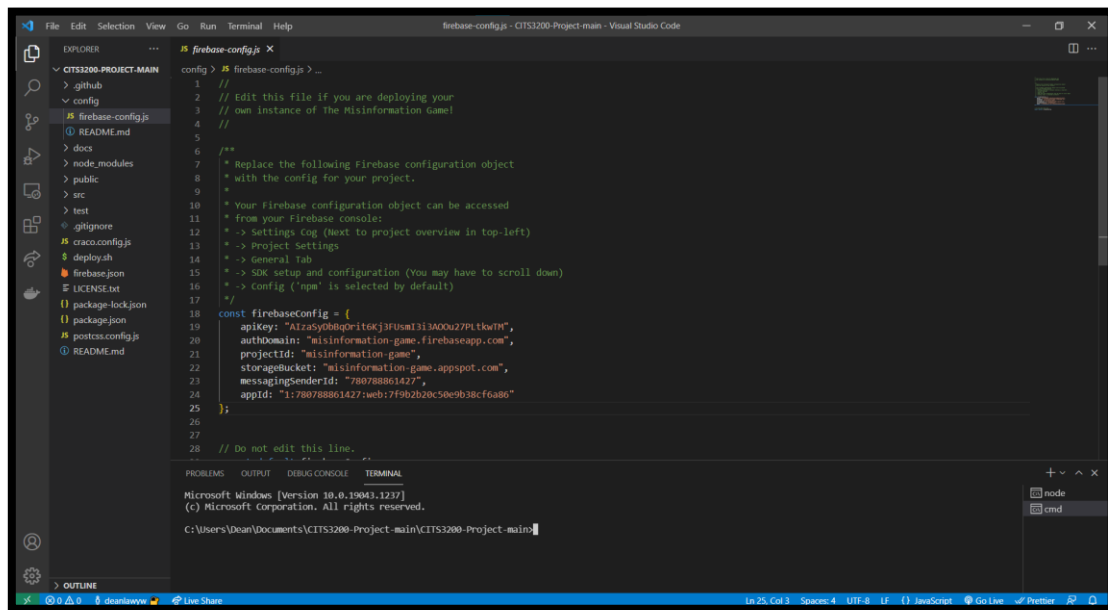 File Edit Selection View Go Run Terminal Help
firebase-config.js - CITS3200-Project-main - Visual Studio Code
EXPLORER
CITS3200-PROJECT-MAIN
.github
config
JS firebase-config.js
README.md
docs
node_modules
public
src
test
.gitignore
JS craco.config.js
$ deploy.sh
firebase.json
LICENSE.txt
{} package-lock.json
{} package.json
JS postcss.config.js
README.md
OUTLINE
JS firebase-config.js
config > JS firebase-config.js > ...
1 //
2 // Edit this file if you are deploying your
3 // own instance of The Misinformation Game!
4 //
5
6 /**
7 * Replace the following Firebase configuration object
8 * with the config for your project.
9 *
10 * Your Firebase configuration object can be accessed
11 * from your Firebase console:
12 * -> Settings Cog (Next to project overview in top-left)
13 * -> Project Settings
14 * -> General Tab
15 * -> SDK setup and configuration (You may have to scroll down)
16 * -> Config ('npm' is selected by default)
17 */
18 const firebaseConfig = {
19 apiKey: "AIzaSyDbBqOrit6Kj3FUsmI3i3AOOu27PLtkwTM",
20 authDomain: "misinformation-game.firebaseapp.com",
21 projectId: "misinformation-game",
22 storageBucket: "misinformation-game.appspot.com",
23 messagingSenderId: "780788861427",
24 appId: "1:780788861427:web:7f9b2b20c50e9b38cf6a86"
25 };
26
27
28 // Do not edit this line.
PROBLEMS OUTPUT DEBUG CONSOLE TERMINAL
Microsoft Windows [Version 10.0.19043.1237]
(c) Microsoft Corporation. All rights reserved.
C:\Users\Dean\Documents\CITS3200-Project-main\CITS3200-Project-main>
node
cmd
0 0 deanlawyw Live Share
Ln 25, Col 3 Spaces: 4 UTF-8 LF {} JavaScript Go Live Prettier